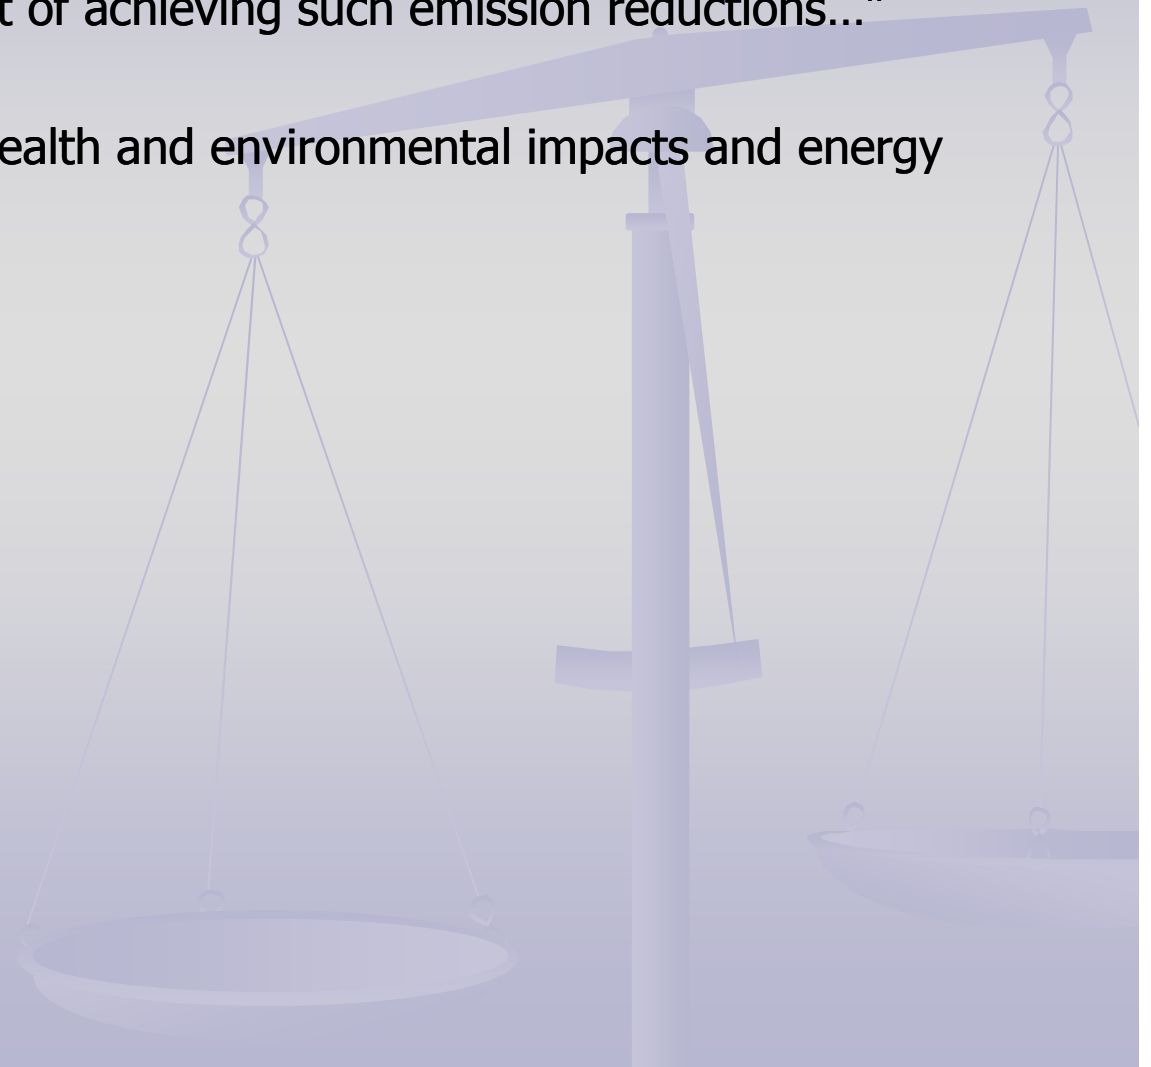 t of achieving such emission reductions…"
ealth and environmental impacts and energy